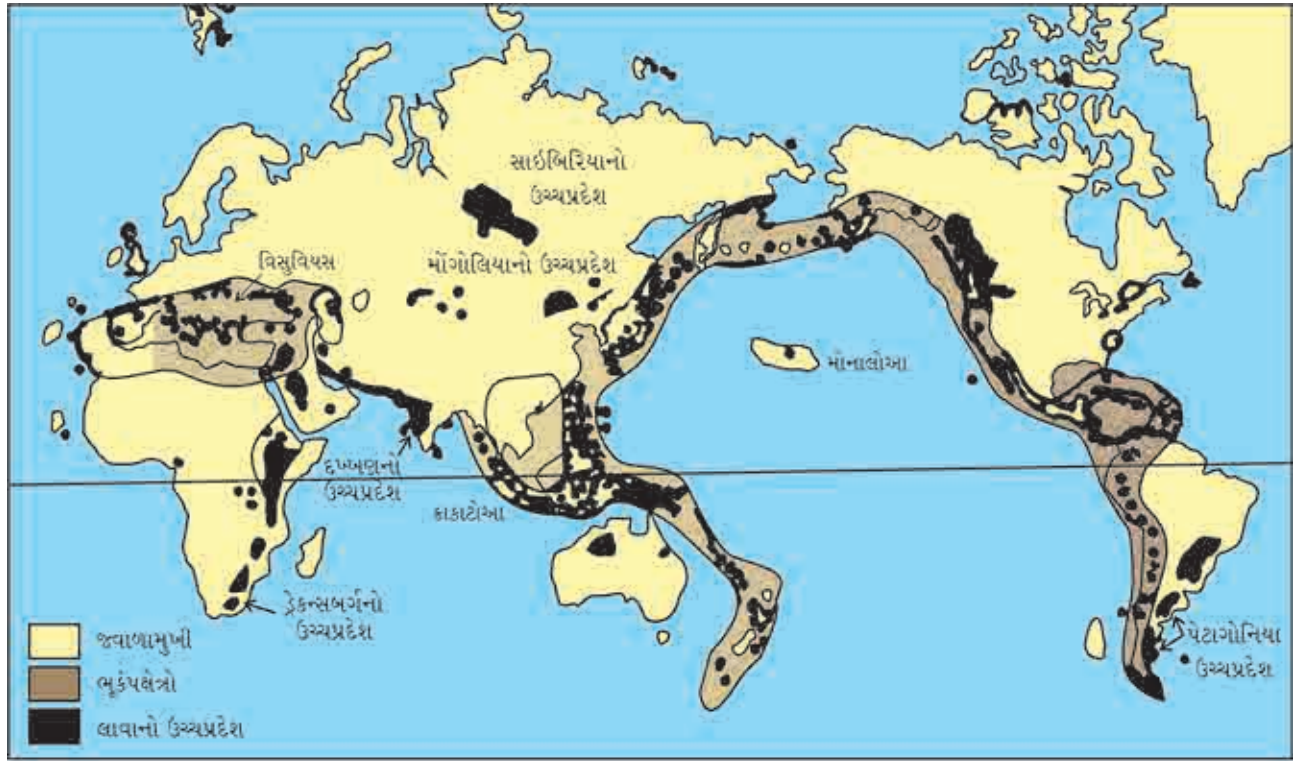 સાઇબિરિયાનો
ઉચ્ચપ્રદેશ
વિસુવિયસ
મોંગોલિયાનો ઉચ્ચપ્રદેશ
મોનાલોઆ
દખ્ખણનો
ઉચ્ચપ્રદેશ
ક્રાકાટોઆ
ડ્રેકન્સબર્ગનો
ઉચ્ચપ્રદેશ
પેટાગોનિયા
ઉચ્ચપ્રદેશ
જવાળામુખી
ભૂકંપક્ષેત્રો
લાવાનો ઉચ્ચપ્રદેશ